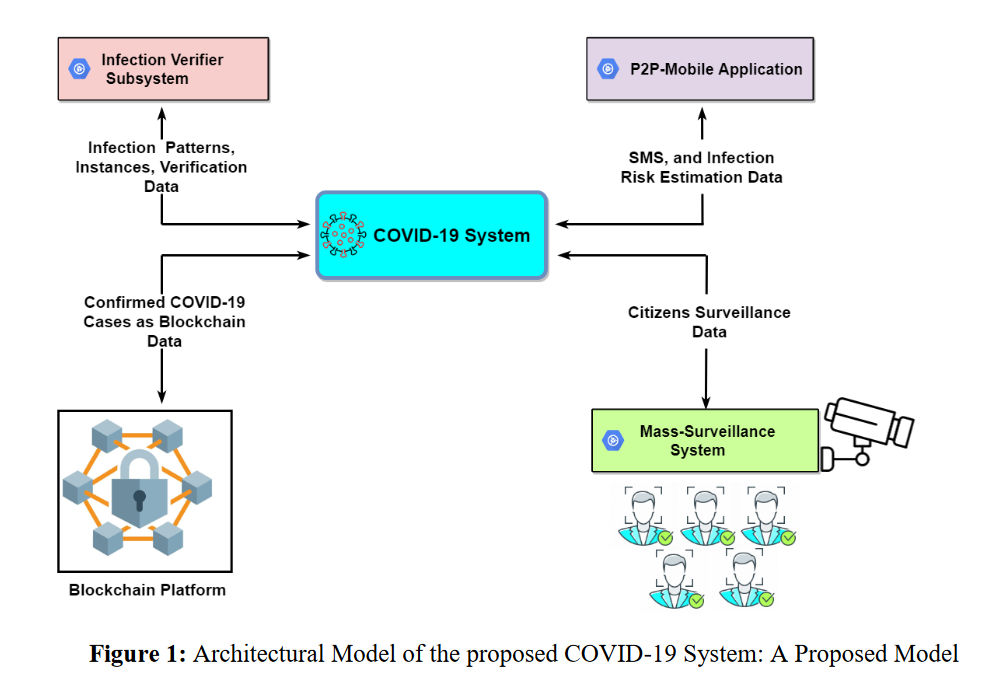 Infection Verifier
Subsystem
P2P-Mobile Application
Infection Patterns,
Instances, Verification
Data
SMS, and Infection
Risk Estimation Data
COVID-19 System
Confirmed COVID-19
Cases as Blockchain
Data
Citizens Surveillance
Data
Mass-Surveillance
System
Blockchain Platform
Figure 1: Architectural Model of the proposed COVID-19 System: A Proposed Model